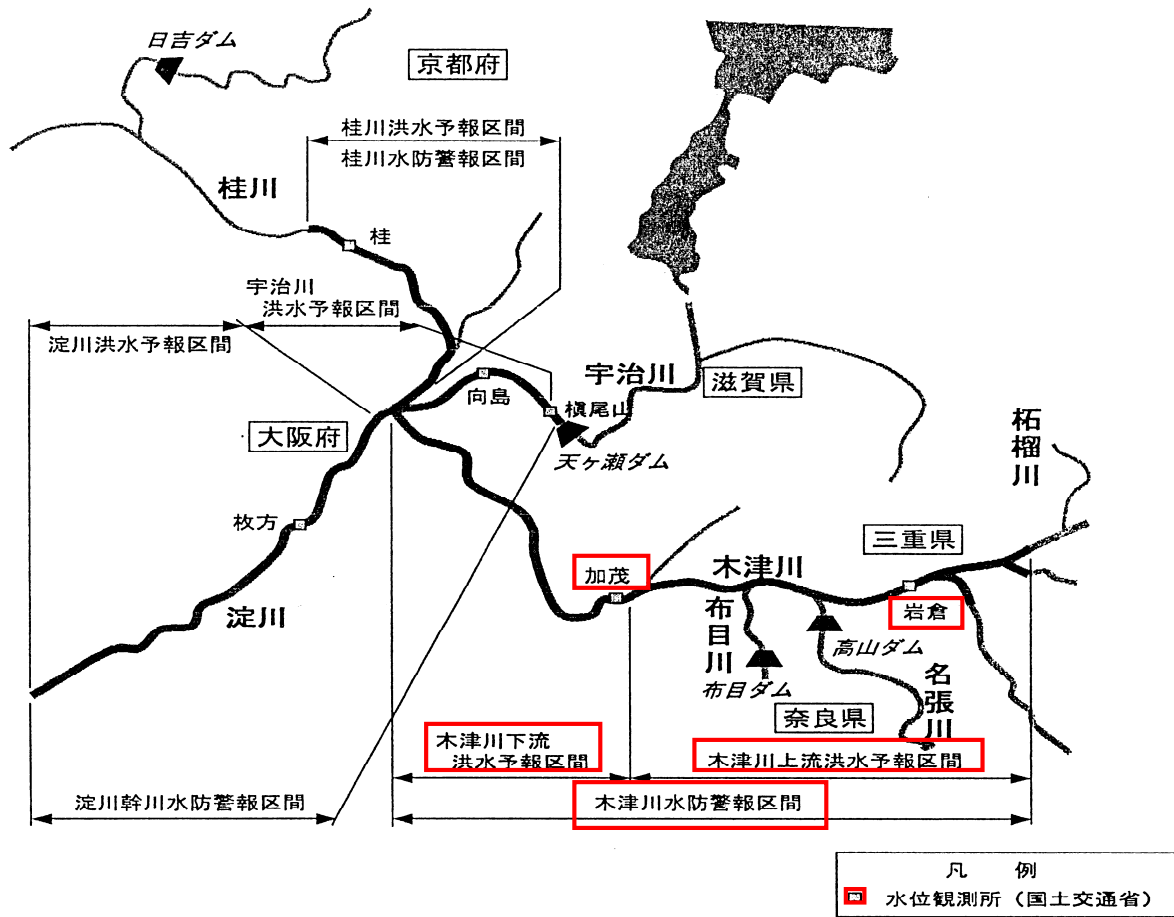 日吉ダム
京都府
桂川洪水予報区間
桂川水防警報区間
桂川
桂
宇治川
洪水予報区間
淀川洪水予報区間
宇治川
滋賀県
向島
槇尾山
大阪府
天ヶ瀬ダム
柘榴川
枚方
三重県
加茂
木津川
岩倉
淀川
布目川
高山ダム
布目ダム
名張川
奈良県
木津川下流
洪水予報区間
木津川上流洪水予報区間
淀川幹川水防警報区間
木津川水防警報区間
凡 例
水位観測所（国土交通省）